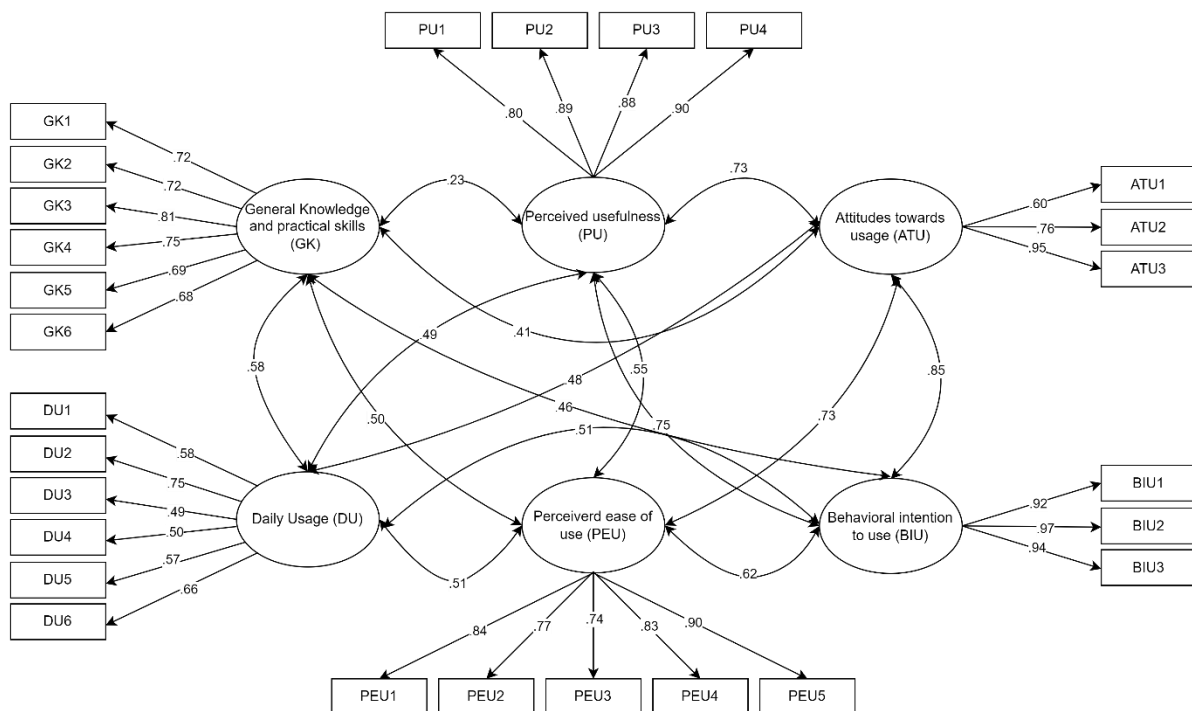 PU1
PU2
PU3
PU4
.80
.89
.88
.90
GK1
GK2
GK3
GK4
GK5
GK6
.72
.72
.81
.75
.69
.68
General Knowledge
and practical skills
(GK)
.23
Perceived usefulness
(PU)
.73
Attitudes towards
usage (ATU)
.60
.76
.95
ATU1
ATU2
ATU3
.58
.49
.41
.50
.48
.46
.51
.55
.75
.73
.85
DU1
DU2
DU3
DU4
DU5
DU6
.58
.75
.49
.50
.57
.66
Daily Usage (DU)
.51
Perceiverd ease of
use (PEU)
.62
Behavioral intention
to use (BIU)
.92
.97
.94
BIU1
BIU2
BIU3
.84
.77
.74
.83
.90
PEU1
PEU2
PEU3
PEU4
PEU5